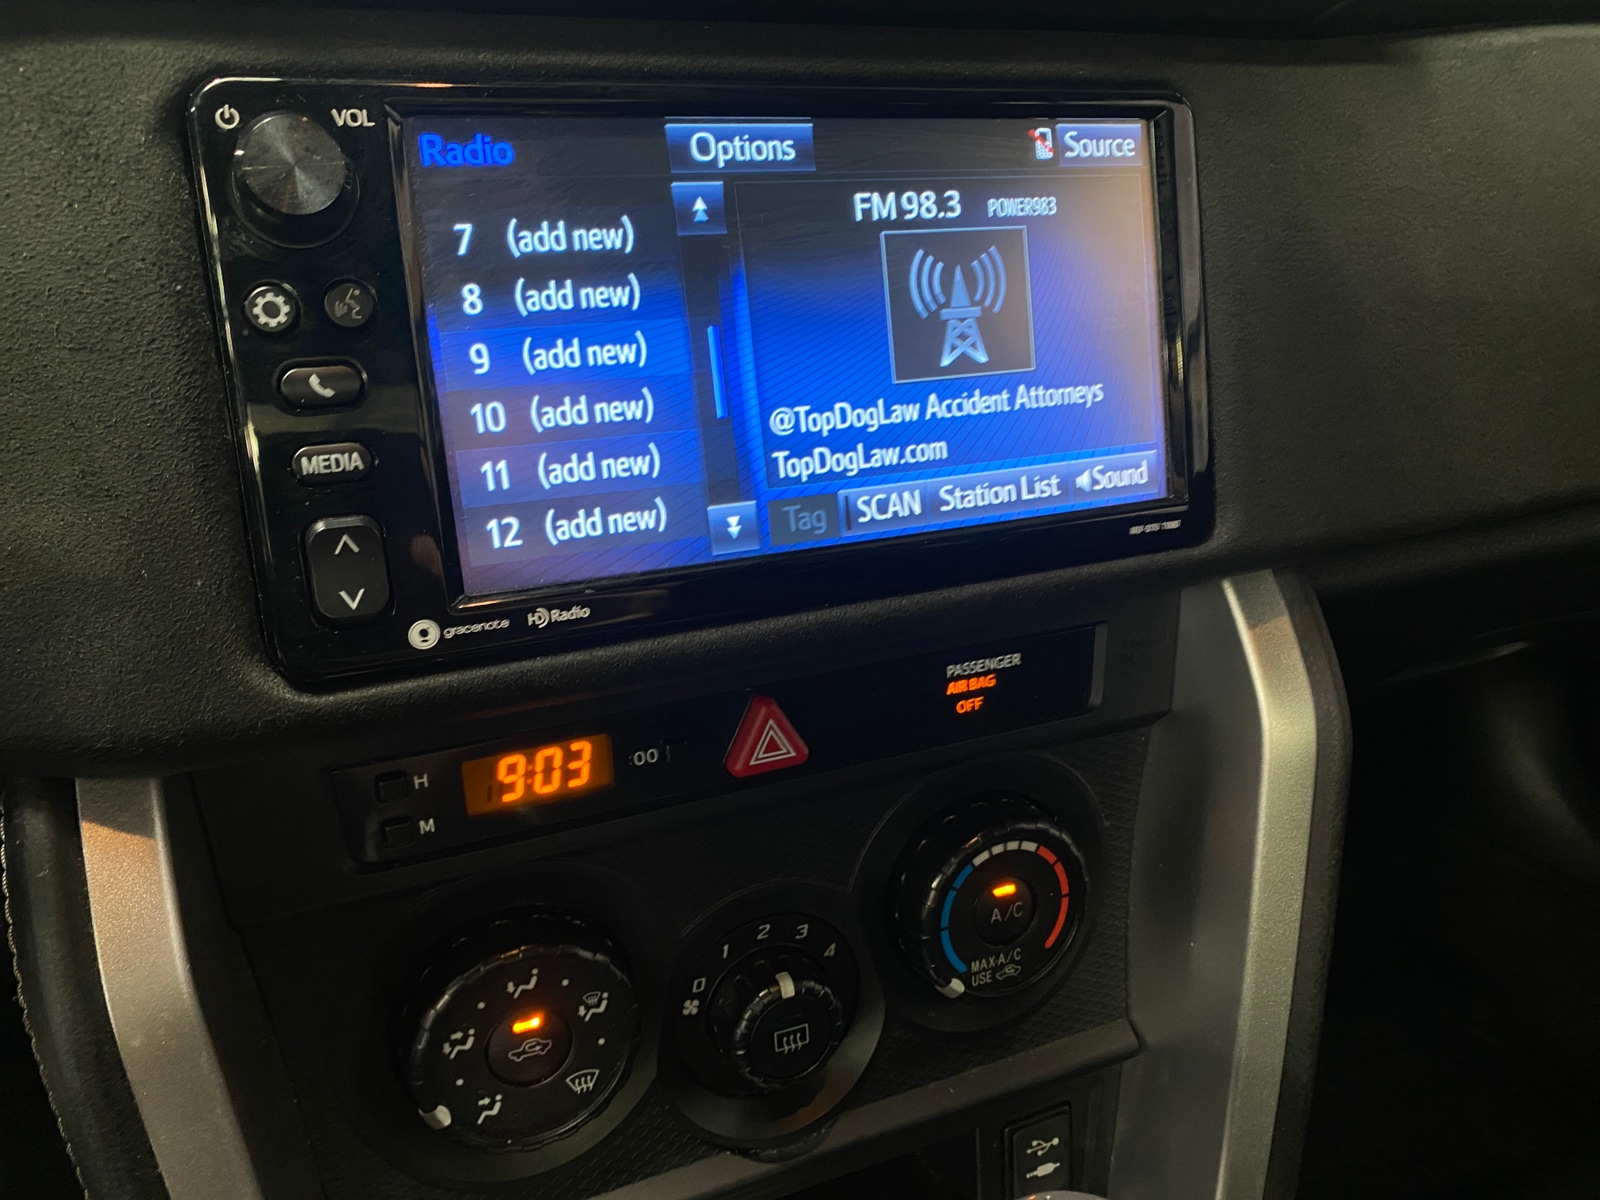 VOL
Radio
Options
Source
7 (add new)
8 (add new)
9 (add new)
10 (add new)
11 (add new)
12 (add new)
FM 98.3 POWER983
@TopDogLaw Accident Attorneys
TopDogLaw.com
Tag
SCAN
Station List
Sound
MEDIA
gracenote
HD Radio
PASSENGER
AIR BAG
OFF
H
9:03
:00
M
0 1 2 3 4
A/C
MAX A/C
USE